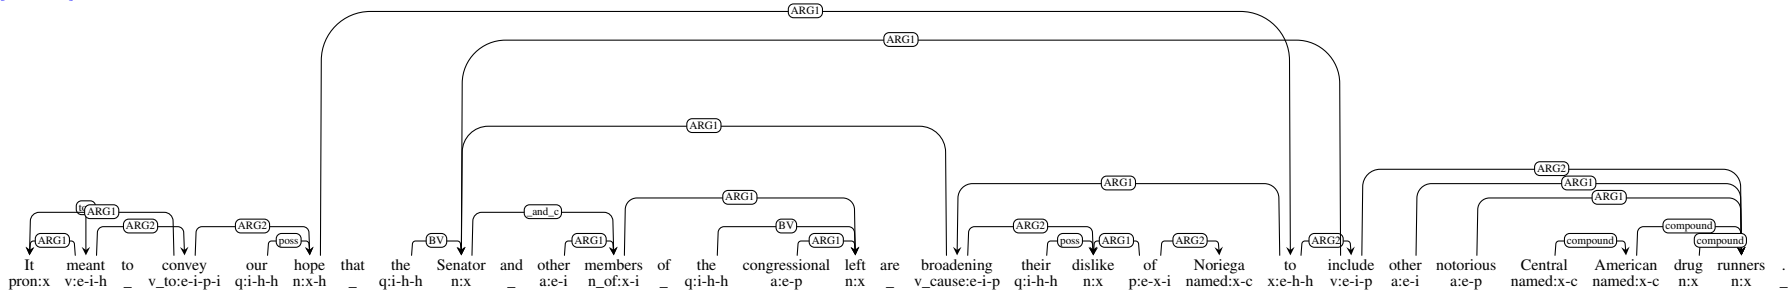 ARG1
ARG1
ARG1
ARG2
ARG1 ARG1
ARG1 _and_c ARG1
ARG2 ARG2 BV ARG2 compound
ARG1 poss BV ARG1 ARG1 poss ARG1 ARG2 ARG2 compound compound
It meant to convey our hope that the Senator and other members of the congressional left are broadening their dislike of Noriega to include other notorious Central American drug runners .
pron:x v:e-i-h _ v_to:e-i-p-i q:i-h-h n:x-h _ q:i-h-h n:x _ a:e-i n_of:x-i _ q:i-h-h a:e-p n:x _ v_cause:e-i-p q:i-h-h n:x p:e-x-i named:x-c x:e-h-h v:e-i-p a:e-i a:e-p named:x-c named:x-c n:x n:x _